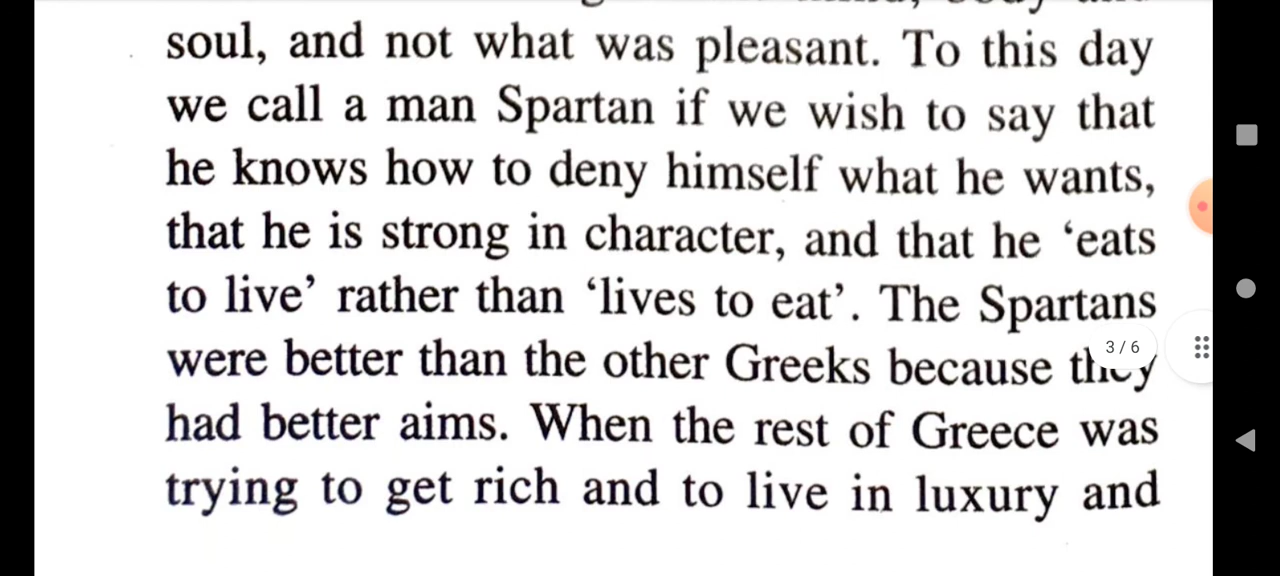 soul, and not what was pleasant. To this day
we call a man Spartan if we wish to say that
he knows how to deny himself what he wants,
that he is strong in character, and that he ‘eats
to live’ rather than ‘lives to eat’. The Spartans
were better than the other Greeks because they
3 / 6
had better aims. When the rest of Greece was
trying to get rich and to live in luxury and